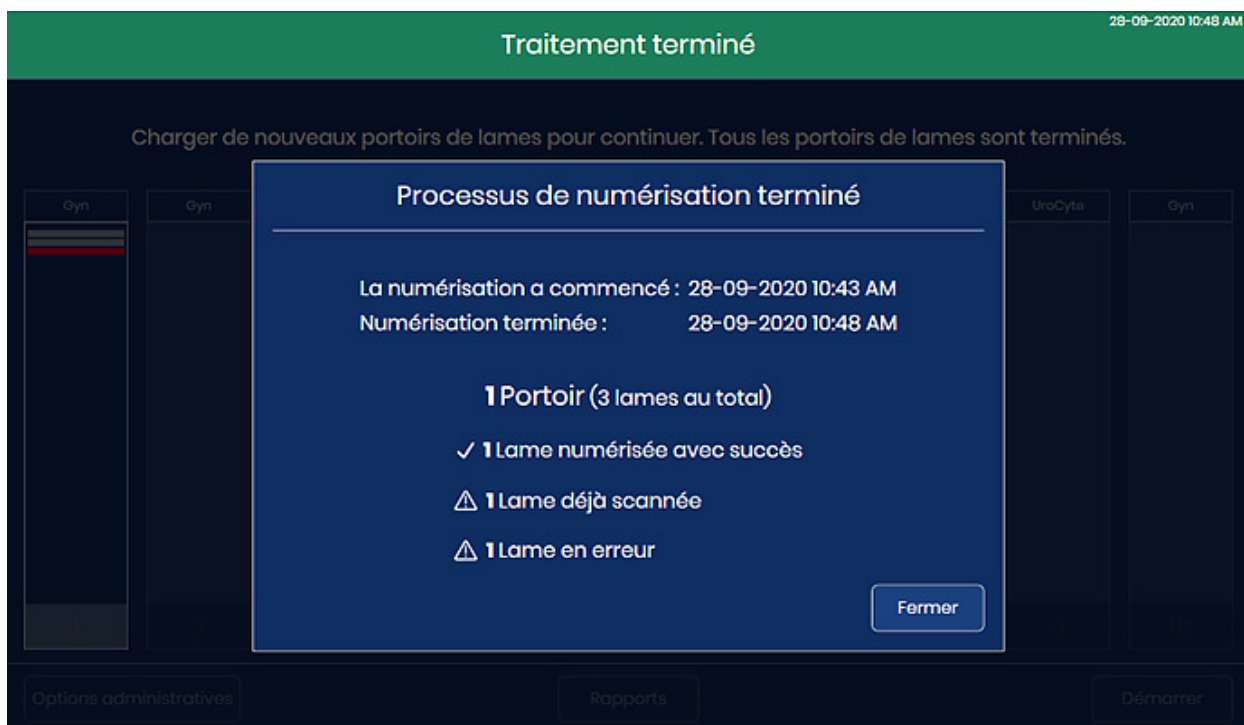 28-09-2020 10:48 AM
Traitement terminé
Charger de nouveaux portoirs de lames pour continuer. Tous les portoirs de lames sont terminés.
Gyn
Gyn
UroCyte
Gyn
Processus de numérisation terminé
La numérisation a commencé : 28-09-2020 10:43 AM
Numérisation terminée : 28-09-2020 10:48 AM
1 Portoir (3 lames au total)
1 Lame numérisée avec succès
1 Lame déjà scannée
1 Lame en erreur
Fermer
Options administratives
Rapports
Démarrer